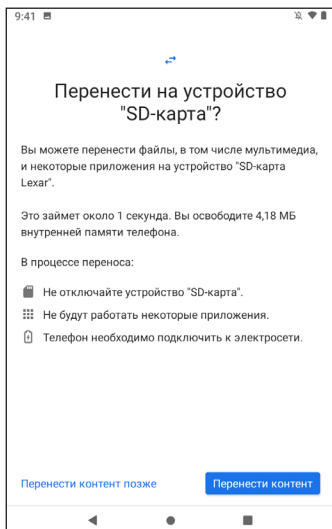 9:41
Перенести на устройство
"SD-карта"?
Вы можете перенести файлы, в том числе мультимедиа,
и некоторые приложения на устройство "SD-карта
Lexar".
Это займет около 1 секунда. Вы освободите 4,18 МБ
внутренней памяти телефона.
В процессе переноса:
Не отключайте устройство "SD-карта".
Не будут работать некоторые приложения.
Телефон необходимо подключить к электросети.
Перенести контент позже
Перенести контент